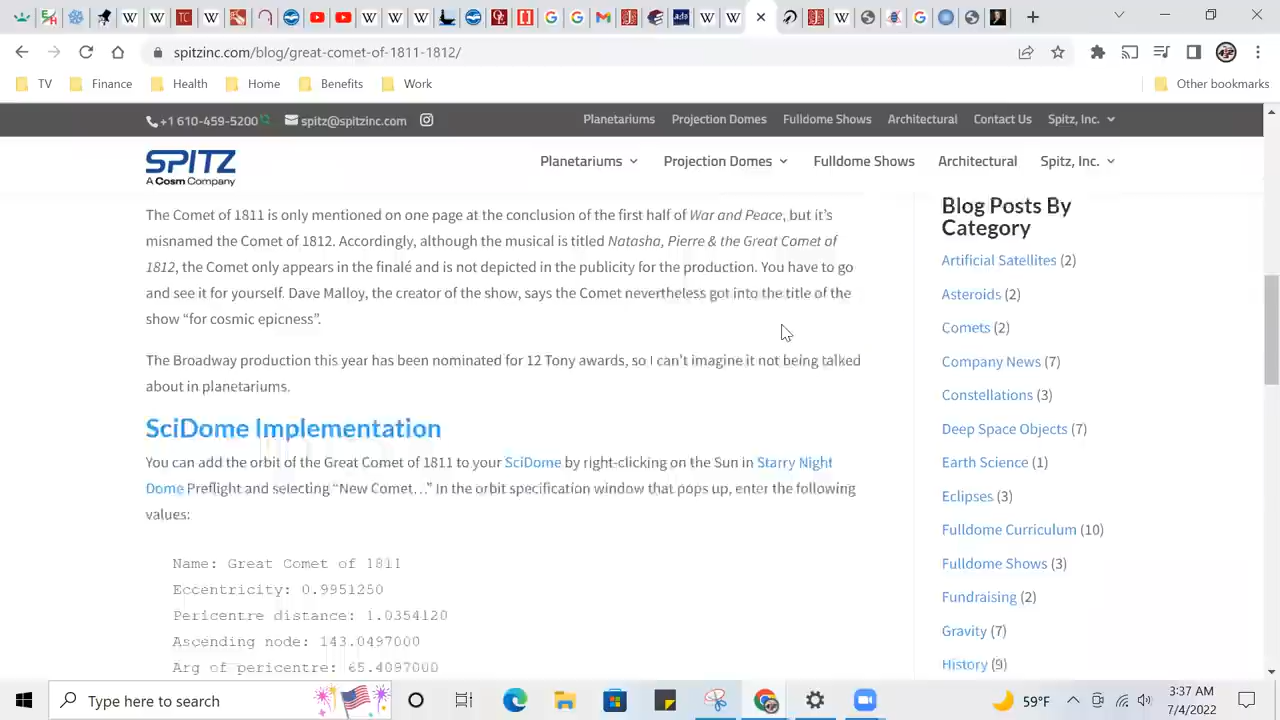 spitzinc.com/blog/great-comet-of-1811-1812/
TV
Finance
Health
Home
Benefits
Work
Other bookmarks
+1 610-459-5200
spitz@spitzinc.com
Planetariums
Projection Domes
Fulldome Shows
Architectural
Contact Us
Spitz, Inc.
SPITZ
A Cosm Company
Planetariums
Projection Domes
Fulldome Shows
Architectural
Spitz, Inc.
The Comet of 1811 is only mentioned on one page at the conclusion of the first half of War and Peace, but it's
misnamed the Comet of 1812. Accordingly, although the musical is titled Natasha, Pierre & the Great Comet of
1812, the Comet only appears in the finalé and is not depicted in the publicity for the production. You have to go
and see it for yourself. Dave Malloy, the creator of the show, says the Comet nevertheless got into the title of the
show “for cosmic epicness”.
The Broadway production this year has been nominated for 12 Tony awards, so I can't imagine it not being talked
about in planetariums.
SciDome Implementation
You can add the orbit of the Great Comet of 1811 to your SciDome by right-clicking on the Sun in Starry Night
Dome Preflight and selecting “New Comet…” In the orbit specification window that pops up, enter the following
values:
Name: Great Comet of 1811
Eccentricity: 0.9951250
Pericentre distance: 1.0354120
Ascending node: 143.0497000
Arg of pericentre: 65.4097000
Blog Posts By
Category
Artificial Satellites (2)
Asteroids (2)
Comets (2)
Company News (7)
Constellations (3)
Deep Space Objects (7)
Earth Science (1)
Eclipses (3)
Fulldome Curriculum (10)
Fulldome Shows (3)
Fundraising (2)
Gravity (7)
History (9)
Type here to search
59°F
3:37 AM
7/4/2022